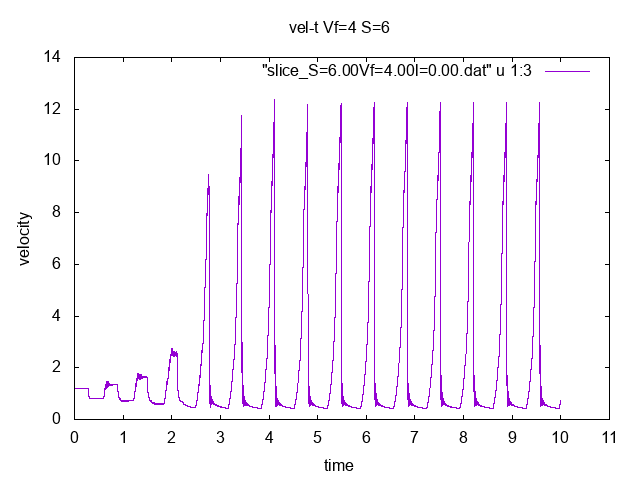 vel-t Vf=4 S=6
"slice_S=6.00Vf=4.00I=0.00.dat" u 1:3
14
12
10
8
6
4
2
0
velocity
0 1 2 3 4 5 6 7 8 9 10 11
time